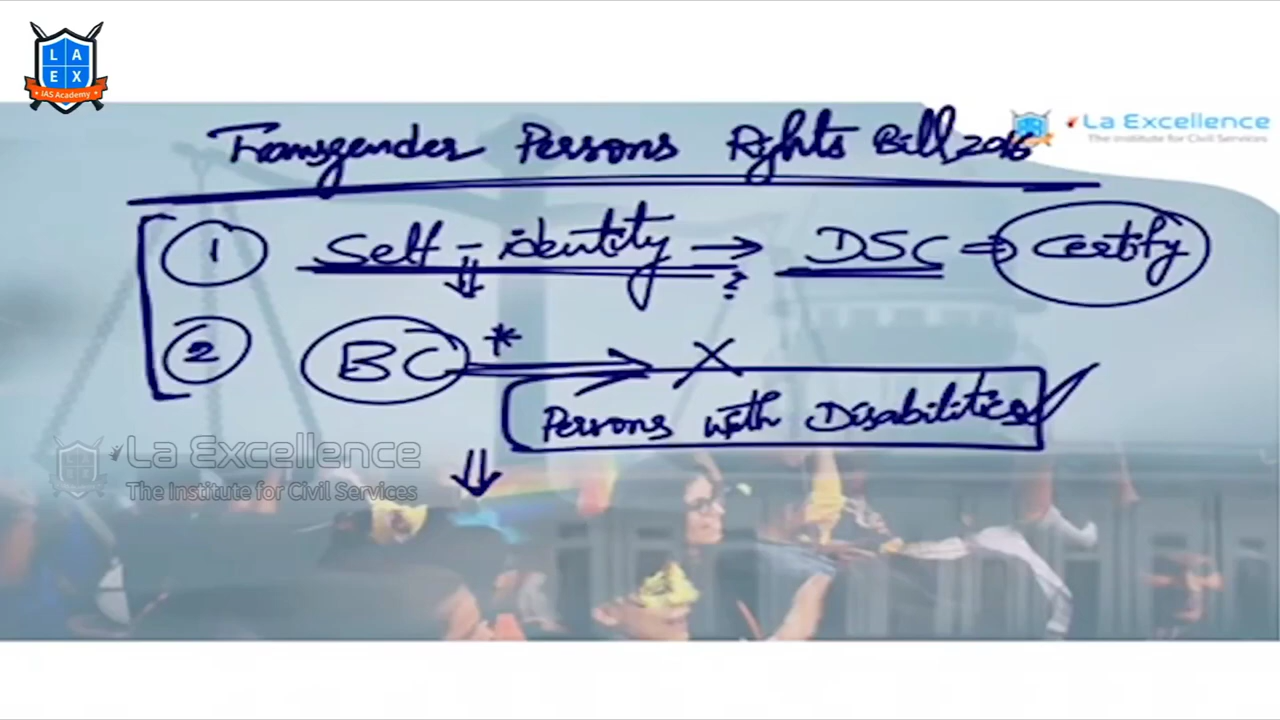 L A
E X
IAS Academy
La Excellence
The Institute for Civil Services
Transgender Persons Rights Bill, 2016
1 Self-identity → DSC ⇒ Certify
?
2 BC * → X
Persons with Disabilities
La Excellence
The Institute for Civil Services